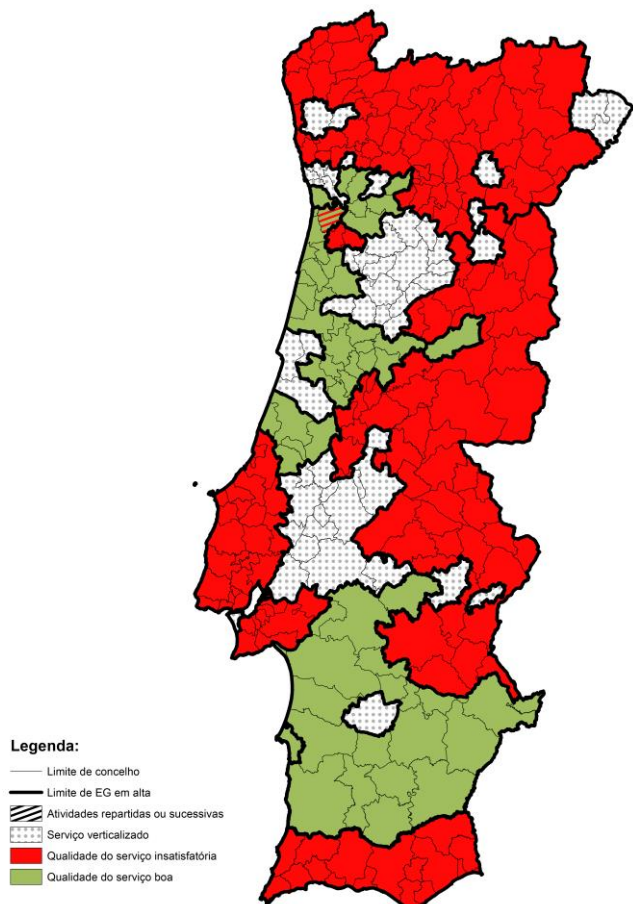 Legenda:
Limite de concelho
Limite de EG em alta
Atividades repartidas ou sucessivas
Serviço verticalizado
Qualidade do serviço insatisfatória
Qualidade do serviço boa